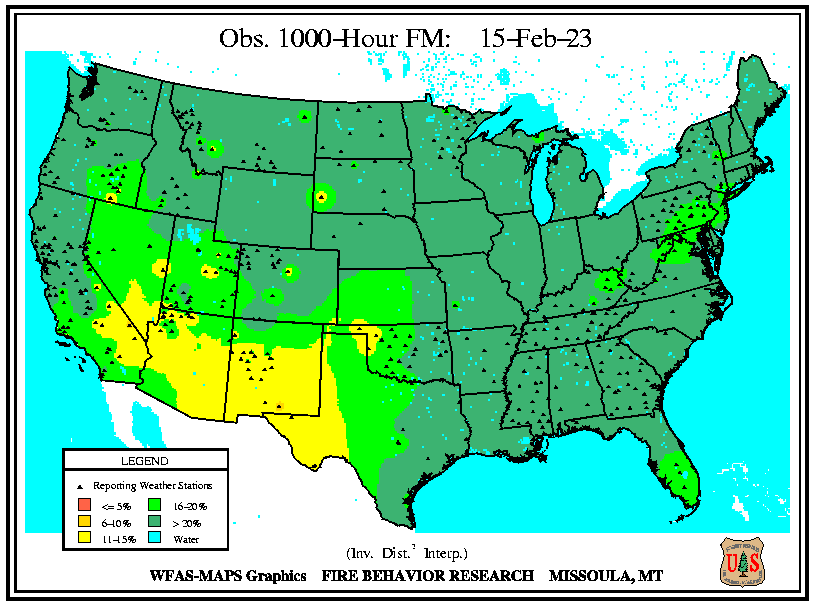 Obs. 1000-Hour FM: 15-Feb-23
LEGEND
Reporting Weather Stations
<= 5%
16-20%
6-10%
> 20%
11-15%
Water
(Inv. Dist.² Interp.)
WFAS-MAPS Graphics FIRE BEHAVIOR RESEARCH MISSOULA, MT
U S